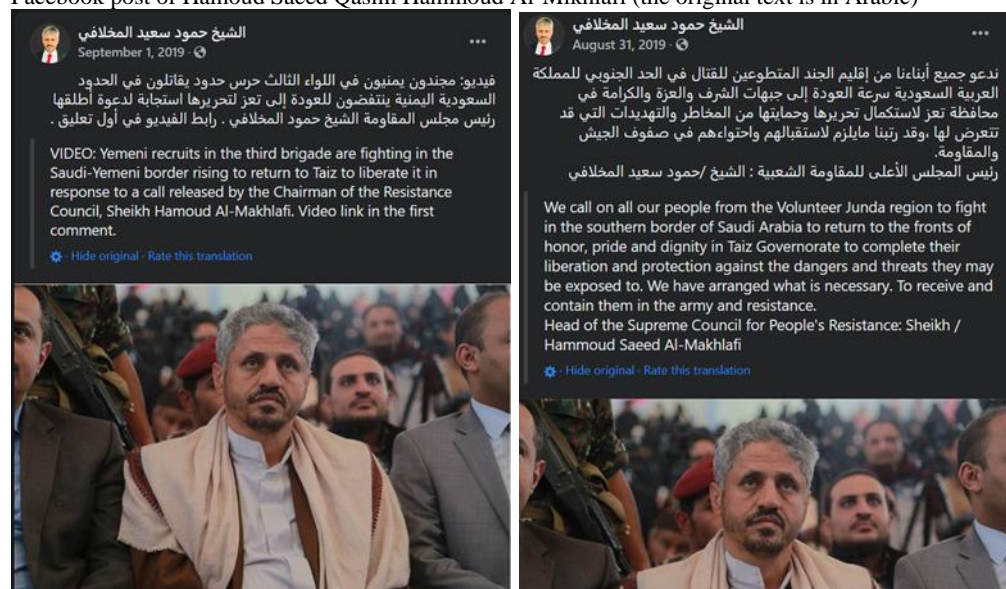 Facebook post of Hamoud Saeed Qasim Hammoud Al-Mikhlafi (the original text is in Arabic)
الشيخ حمود سعيد المخلافي
September 1, 2019
فيديو: مجندون يمنيون في اللواء الثالث حرس حدود يقاتلون في الحدود
السعودية اليمنية ينتفضون للعودة إلى تعز لتحريرها استجابة لدعوة أطلقها
رئيس مجلس المقاومة الشيخ حمود المخلافي . رابط الفيديو في أول تعليق .
VIDEO: Yemeni recruits in the third brigade are fighting in the
Saudi-Yemeni border rising to return to Taiz to liberate it in
response to a call released by the Chairman of the Resistance
Council, Sheikh Hamoud Al-Makhlafi. Video link in the first
comment.
· Hide original · Rate this translation
الشيخ حمود سعيد المخلافي
August 31, 2019
ندعو جميع أبناءنا من إقليم الجند المتطوعين للقتال في الحد الجنوبي للمملكة
العربية السعودية سرعة العودة إلى جبهات الشرف والعزة والكرامة في
محافظة تعز لاستكمال تحريرها وحمايتها من المخاطر والتهديدات التي قد
تتعرض لها ،وقد رتبنا مايلزم لاستقبالهم واحتواءهم في صفوف الجيش
والمقاومة.
رئيس المجلس الأعلى للمقاومة الشعبية : الشيخ /حمود سعيد المخلافي
We call on all our people from the Volunteer Junda region to fight
in the southern border of Saudi Arabia to return to the fronts of
honor, pride and dignity in Taiz Governorate to complete their
liberation and protection against the dangers and threats they may
be exposed to. We have arranged what is necessary. To receive and
contain them in the army and resistance.
Head of the Supreme Council for People's Resistance: Sheikh /
Hammoud Saeed Al-Makhlafi
· Hide original · Rate this translation